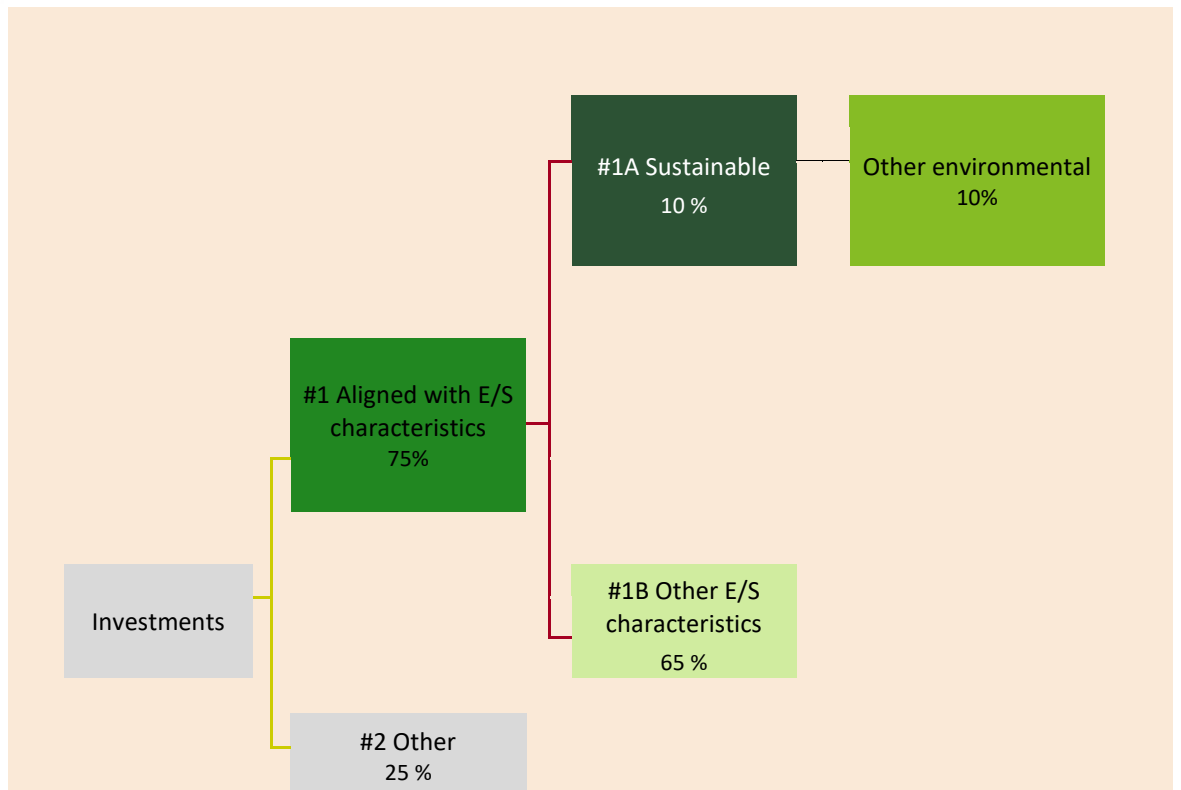 #1A Sustainable
10 %
Other environmental
10%
#1 Aligned with E/S
characteristics
75%
Investments
#1B Other E/S
characteristics
65 %
#2 Other
25 %